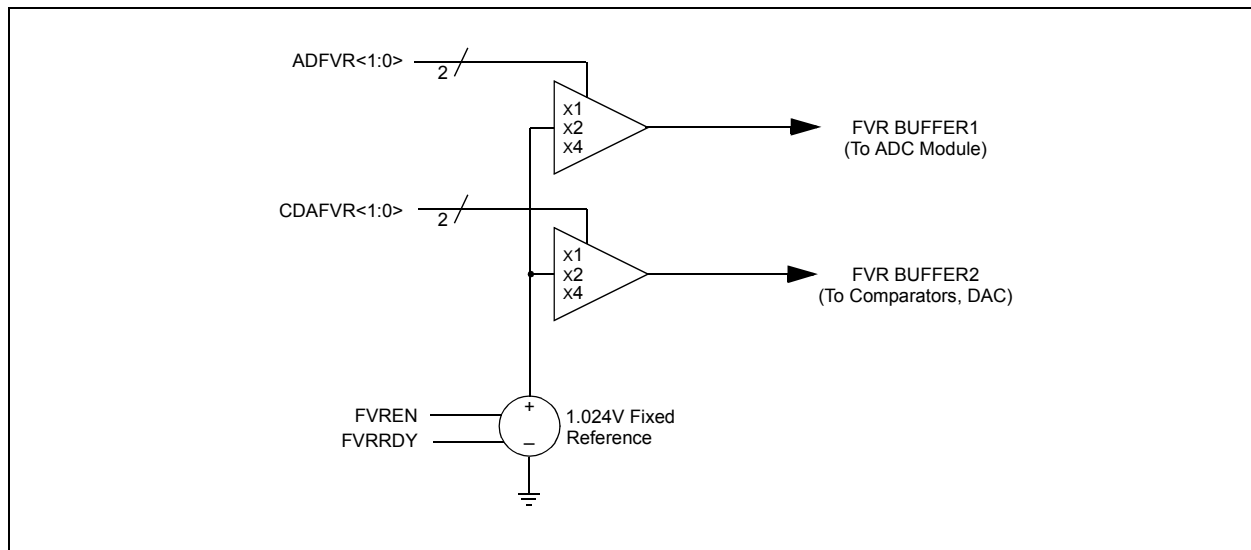 ADFVR<1:0>
2
X1
X2
X4
FVR BUFFER1
(To ADC Module)
CDAFVR<1:0>
2
X1
X2
X4
FVR BUFFER2
(To Comparators, DAC)
FVREN
FVRRDY
+
–
1.024V Fixed
Reference